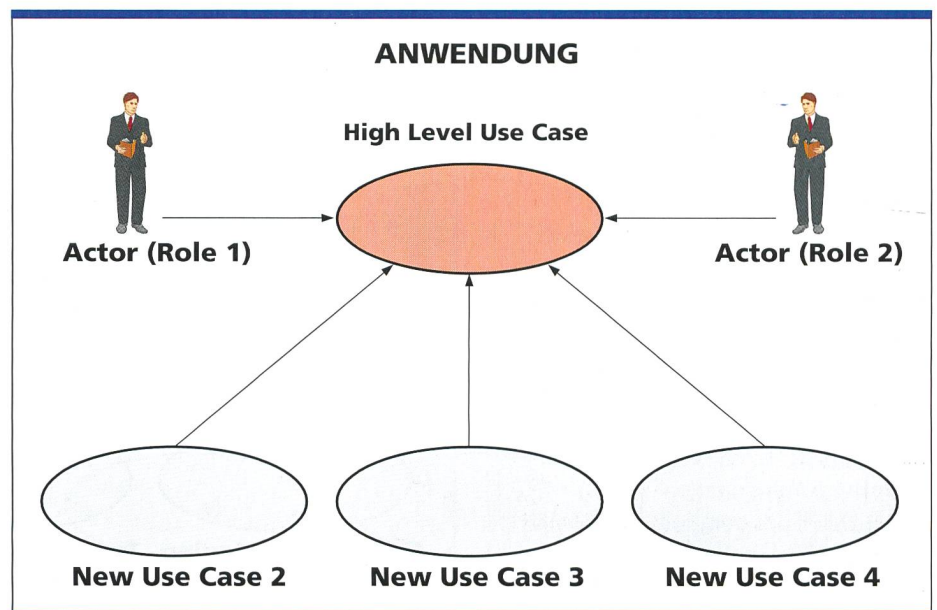 ANWENDUNG
High Level Use Case
Actor (Role 1)
Actor (Role 2)
New Use Case 2
New Use Case 3
New Use Case 4